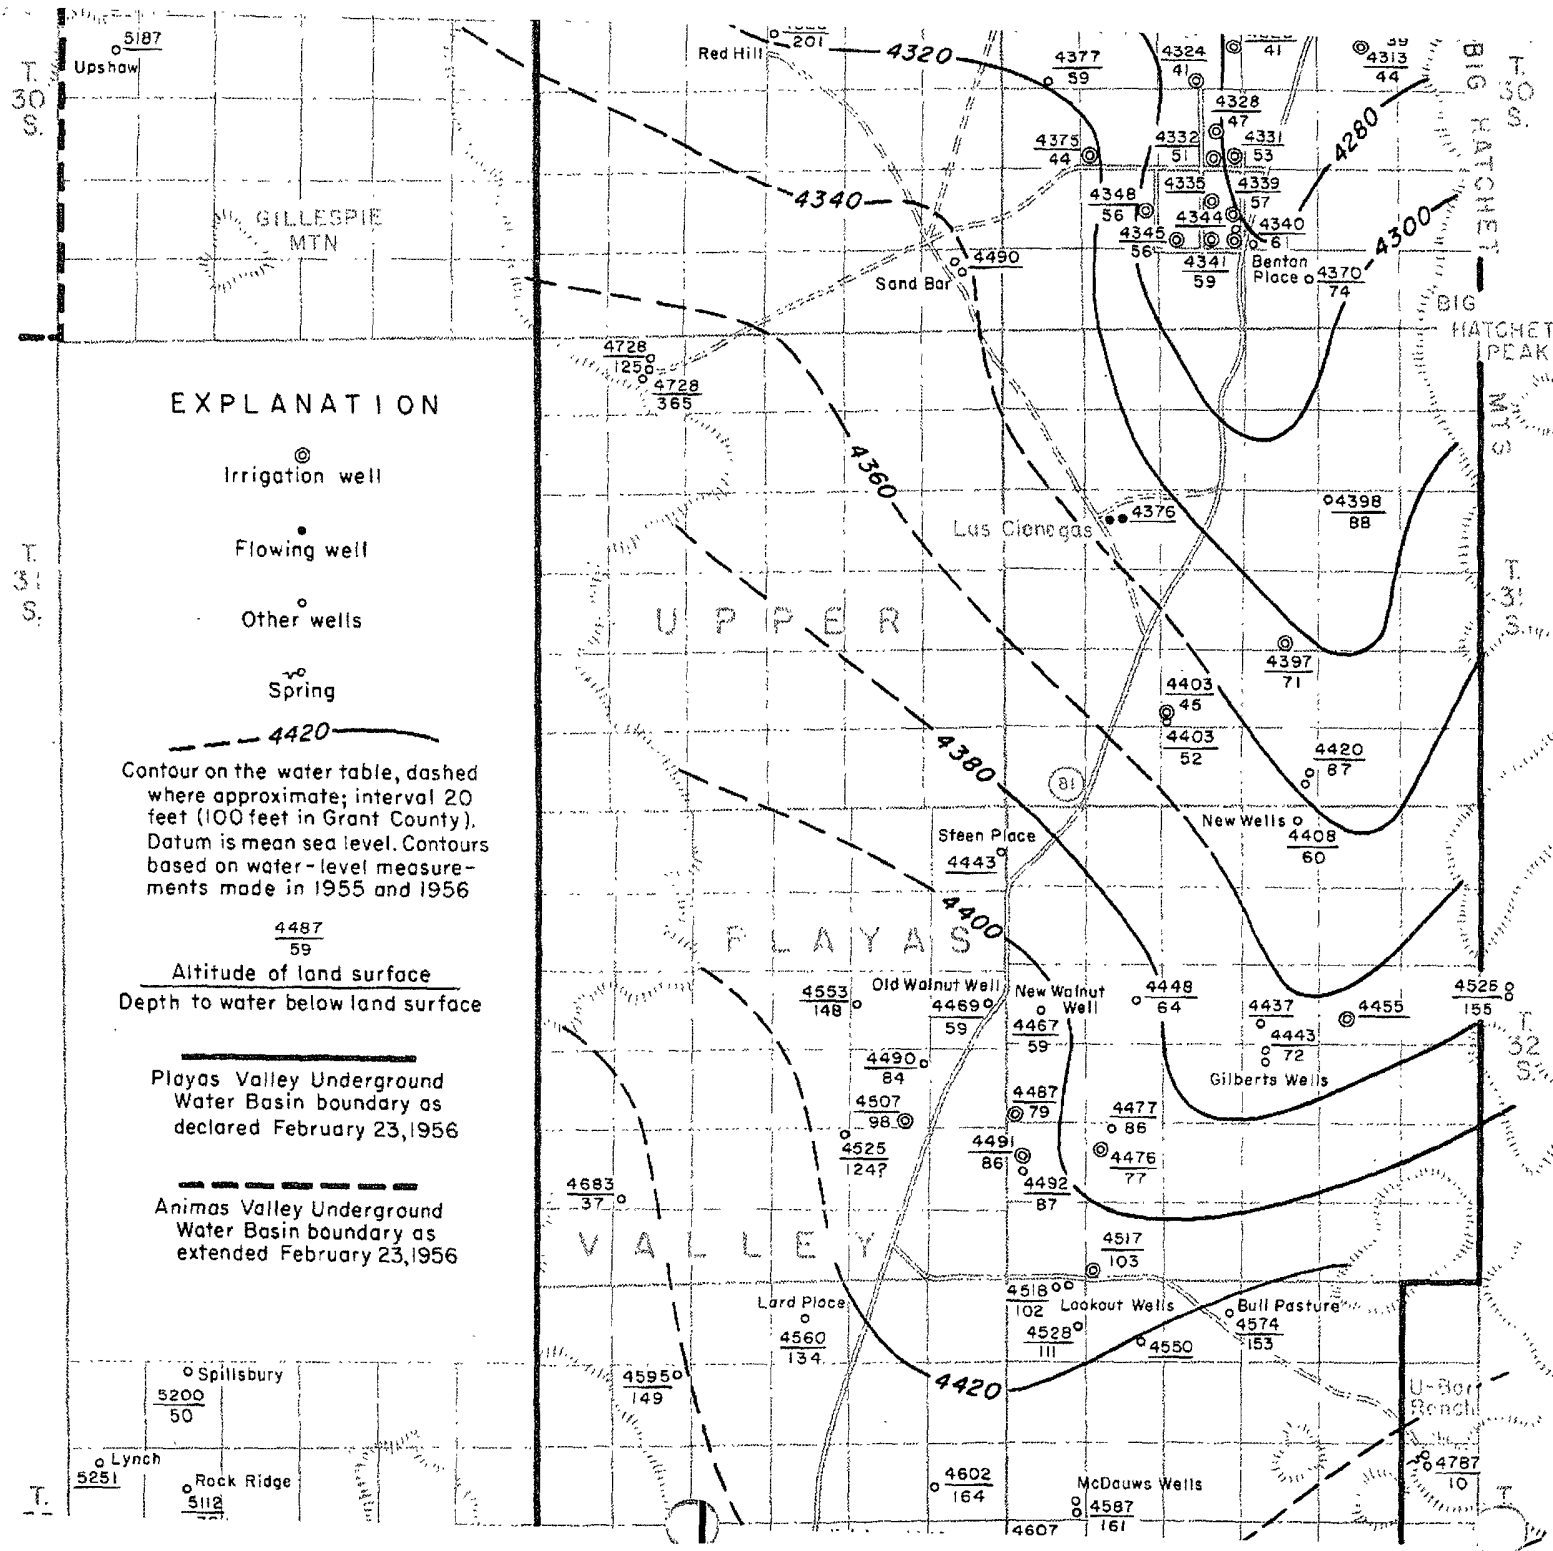 5187
Upshaw
T.
30
S.
GILLESPIE
MTN
Red Hill
201
4320
4377
59
4324
41
41
39
4313
44
BIG HATCHET MTS
T.
30
S.
4328
47
4375
44
4332
51
4331
53
4280
4340
4348
56
4335
4339
57
4344
4340
61
4345
56
4341
59
Benton
Place
4370
74
4300
Sand Bar
4490
BIG
HATCHET
PEAK
4728
125
4728
365
EXPLANATION
Irrigation well
Flowing well
Other wells
Spring
4420
Contour on the water table, dashed
where approximate; interval 20
feet (100 feet in Grant County).
Datum is mean sea level. Contours
based on water-level measure-
ments made in 1955 and 1956
4487
59
Altitude of land surface
Depth to water below land surface
Playas Valley Underground
Water Basin boundary as
declared February 23, 1956
Animas Valley Underground
Water Basin boundary as
extended February 23, 1956
T.
31
S.
4360
Las Cienegas
4376
4398
88
T.
31
S.
UPPER
4397
71
4403
45
4403
52
4380
81
4420
87
New Wells
4408
60
Steen Place
4443
4400
PLAYAS
4553
148
Old Walnut Well
4469
59
New Walnut
Well
4467
59
4448
64
4437
4455
4443
72
Gilberts Wells
4526
155
T.
32
S.
4490
84
4507
98
4487
79
4477
86
4525
124?
4491
86
4476
77
4492
87
4683
37
VALLEY
4517
103
4518
102
Lookout Wells
Bull Pasture
4574
153
Lard Place
4560
134
4528
111
4550
4595
149
4420
U-Bar
Ranch
Spillsbury
5200
50
Lynch
5251
Rock Ridge
5112
4602
164
McDauws Wells
4587
161
4607
4787
10
T.
T